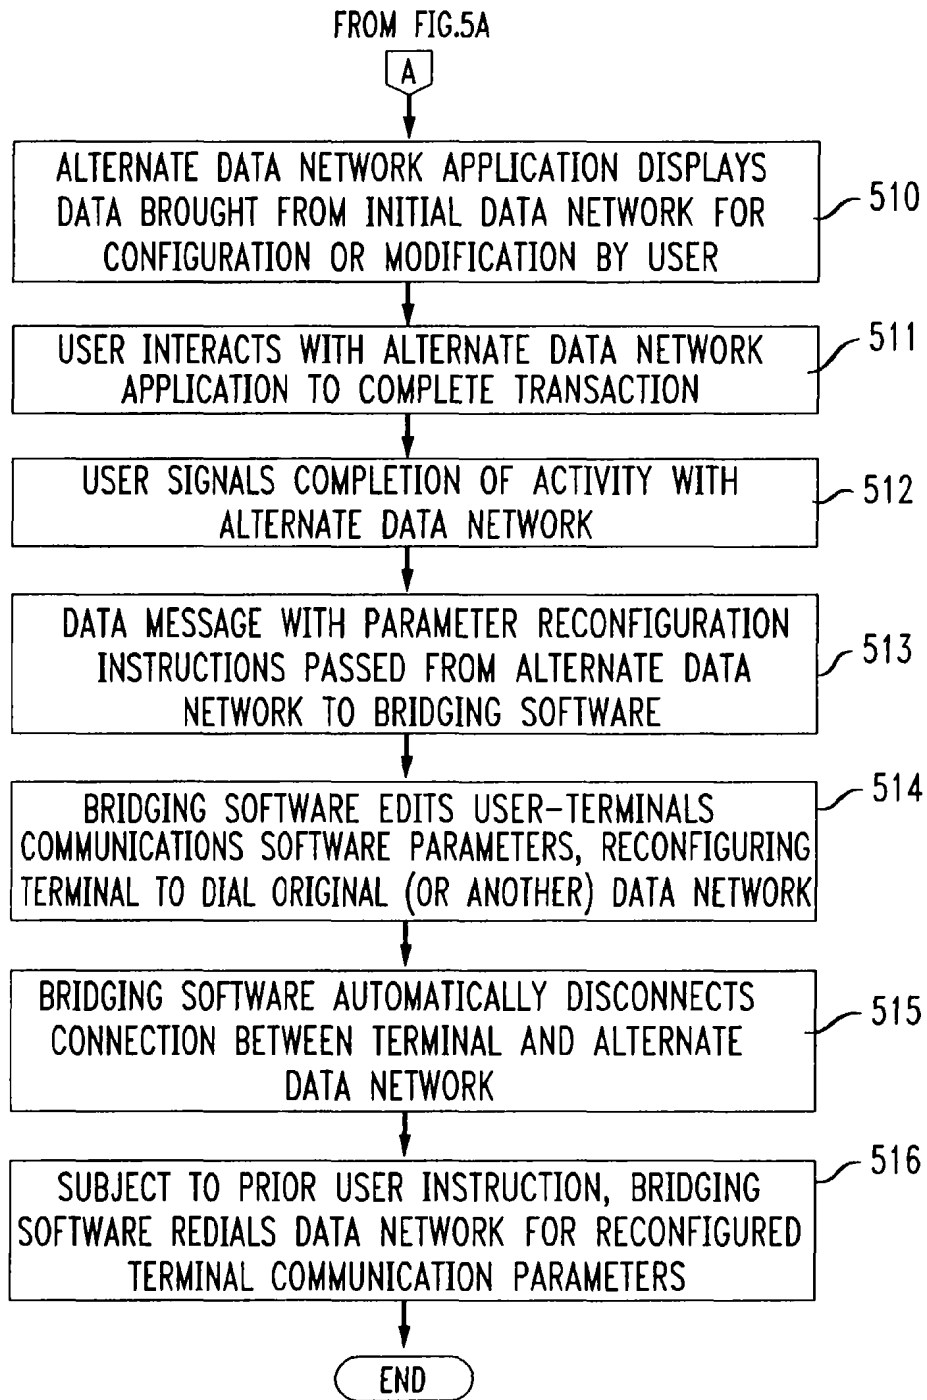 FROM FIG.5A
A
ALTERNATE DATA NETWORK APPLICATION DISPLAYS
DATA BROUGHT FROM INITIAL DATA NETWORK FOR
CONFIGURATION OR MODIFICATION BY USER
510
USER INTERACTS WITH ALTERNATE DATA NETWORK
APPLICATION TO COMPLETE TRANSACTION
511
USER SIGNALS COMPLETION OF ACTIVITY WITH
ALTERNATE DATA NETWORK
512
DATA MESSAGE WITH PARAMETER RECONFIGURATION
INSTRUCTIONS PASSED FROM ALTERNATE DATA
NETWORK TO BRIDGING SOFTWARE
513
BRIDGING SOFTWARE EDITS USER-TERMINALS
COMMUNICATIONS SOFTWARE PARAMETERS, RECONFIGURING
TERMINAL TO DIAL ORIGINAL (OR ANOTHER) DATA NETWORK
514
BRIDGING SOFTWARE AUTOMATICALLY DISCONNECTS
CONNECTION BETWEEN TERMINAL AND ALTERNATE
DATA NETWORK
515
SUBJECT TO PRIOR USER INSTRUCTION, BRIDGING
SOFTWARE REDIALS DATA NETWORK FOR RECONFIGURED
TERMINAL COMMUNICATION PARAMETERS
516
END